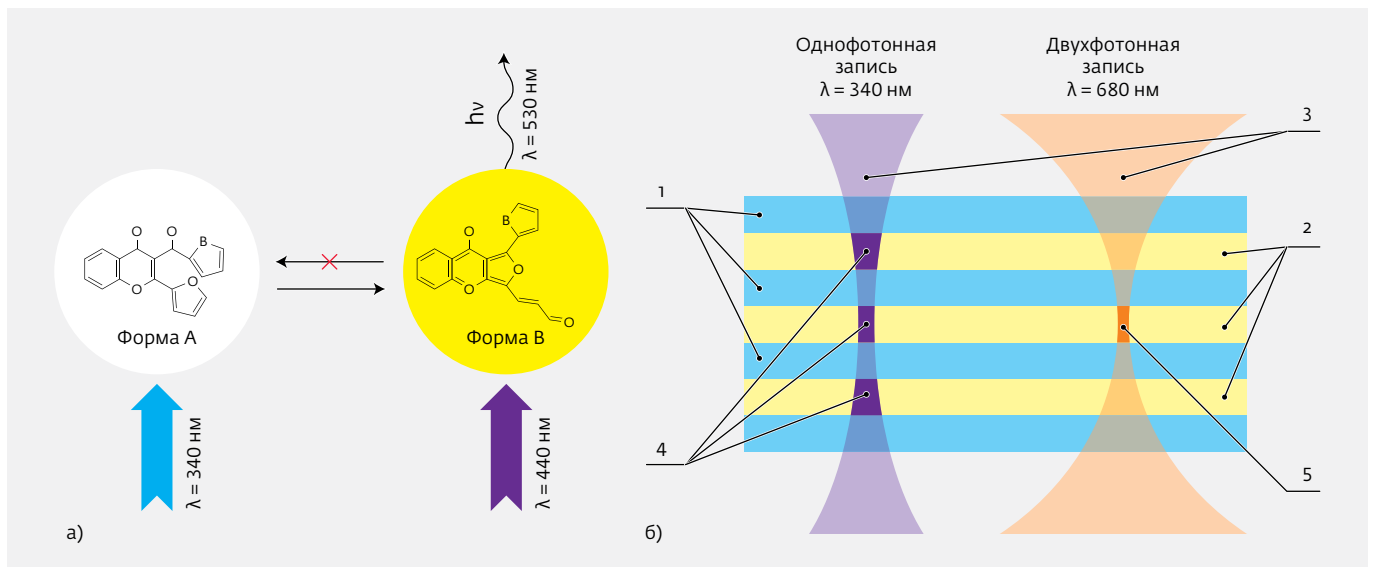 Однофотонная
запись
λ = 340 нм
Двухфотонная
запись
λ = 680 нм
hν
λ = 530 нм
3
1
2
O
O
B
O
O
Форма A
O
B
O
O
O
Форма B
λ = 340 нм
λ = 440 нм
4
5
а)
б)